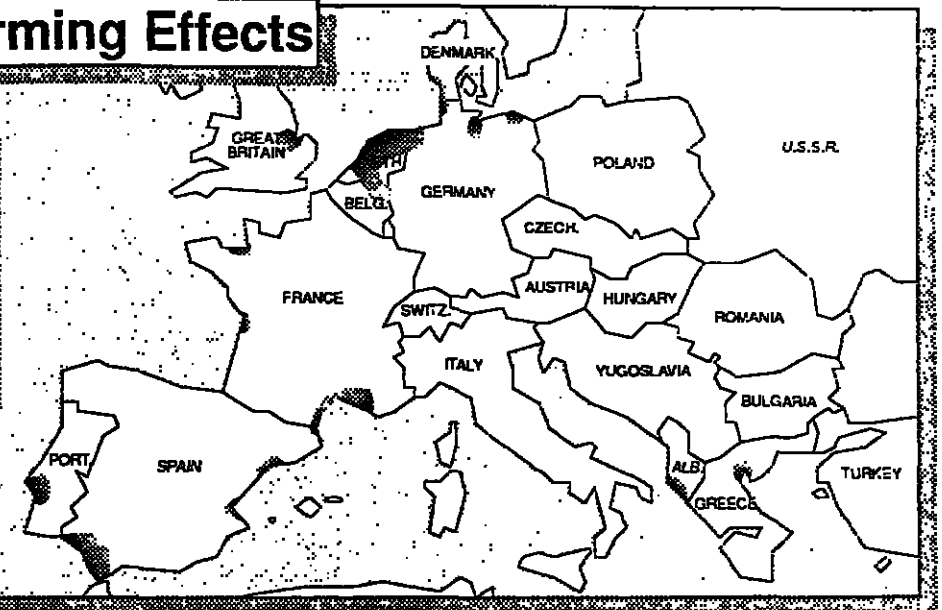 rming Effects
DENMARK
GREAT
BRITAIN
TH.
U.S.S.R.
POLAND
GERMANY
BELG.
CZECH.
FRANCE
AUSTRIA
HUNGARY
SWITZ.
ROMANIA
ITALY
YUGOSLAVIA
BULGARIA
PORT.
SPAIN
ALB.
TURKEY
GREECE